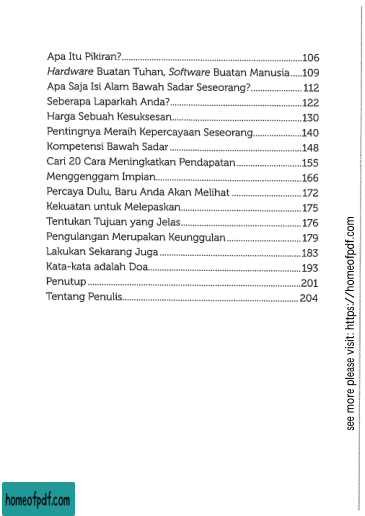 Apa Itu Pikiran?..........106
Hardware Buatan Tuhan, Software Buatan Manusia.....109
Apa Saja Isi Alam Bawah Sadar Seseorang?..........112
Seberapa Laparkah Anda?..........122
Harga Sebuah Kesuksesan..........130
Pentingnya Meraih Kepercayaan Seseorang..........140
Kompetensi Bawah Sadar..........148
Cari 20 Cara Meningkatkan Pendapatan..........155
Menggenggam Impian..........166
Percaya Dulu, Baru Anda Akan Melihat..........172
Kekuatan untuk Melepaskan..........175
Tentukan Tujuan yang Jelas..........176
Pengulangan Merupakan Keunggulan..........179
Lakukan Sekarang Juga..........183
Kata-kata adalah Doa..........193
Penutup..........201
Tentang Penulis..........204
see more please visit: https://homeofpdf.com
homeofpdf.com